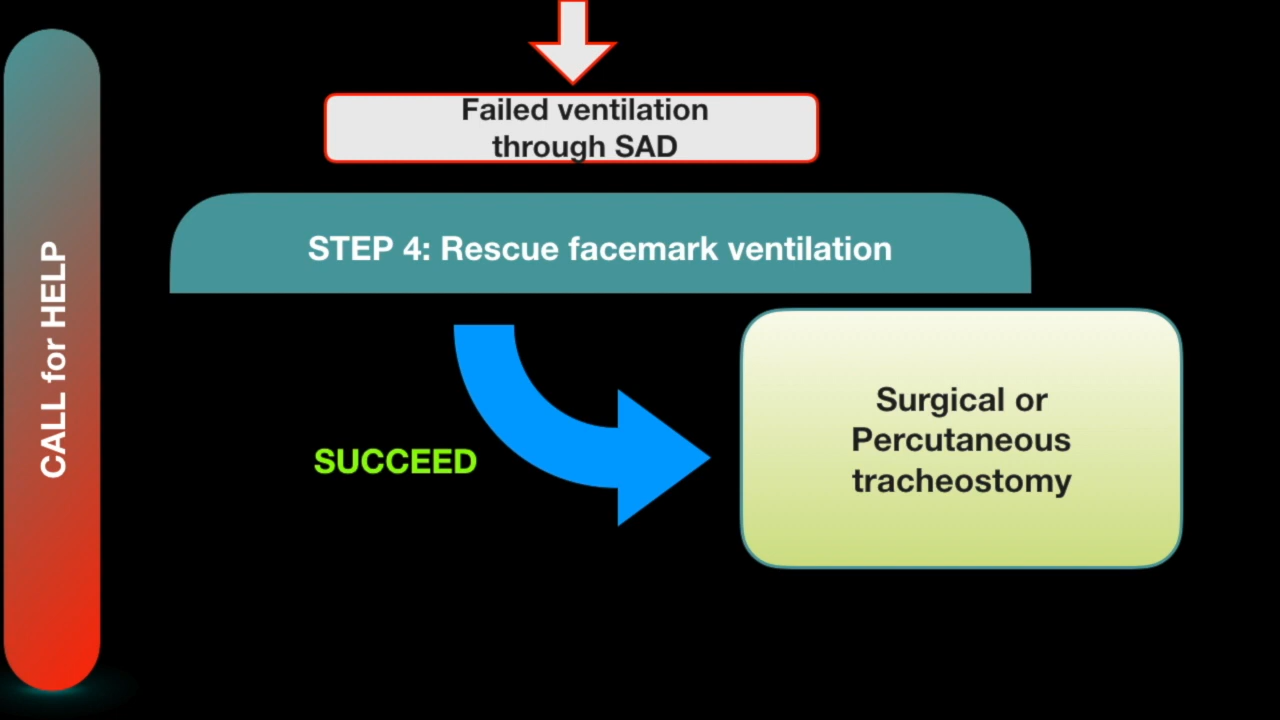 Failed ventilation
through SAD
STEP 4: Rescue facemark ventilation
CALL for HELP
SUCCEED
Surgical or
Percutaneous
tracheostomy